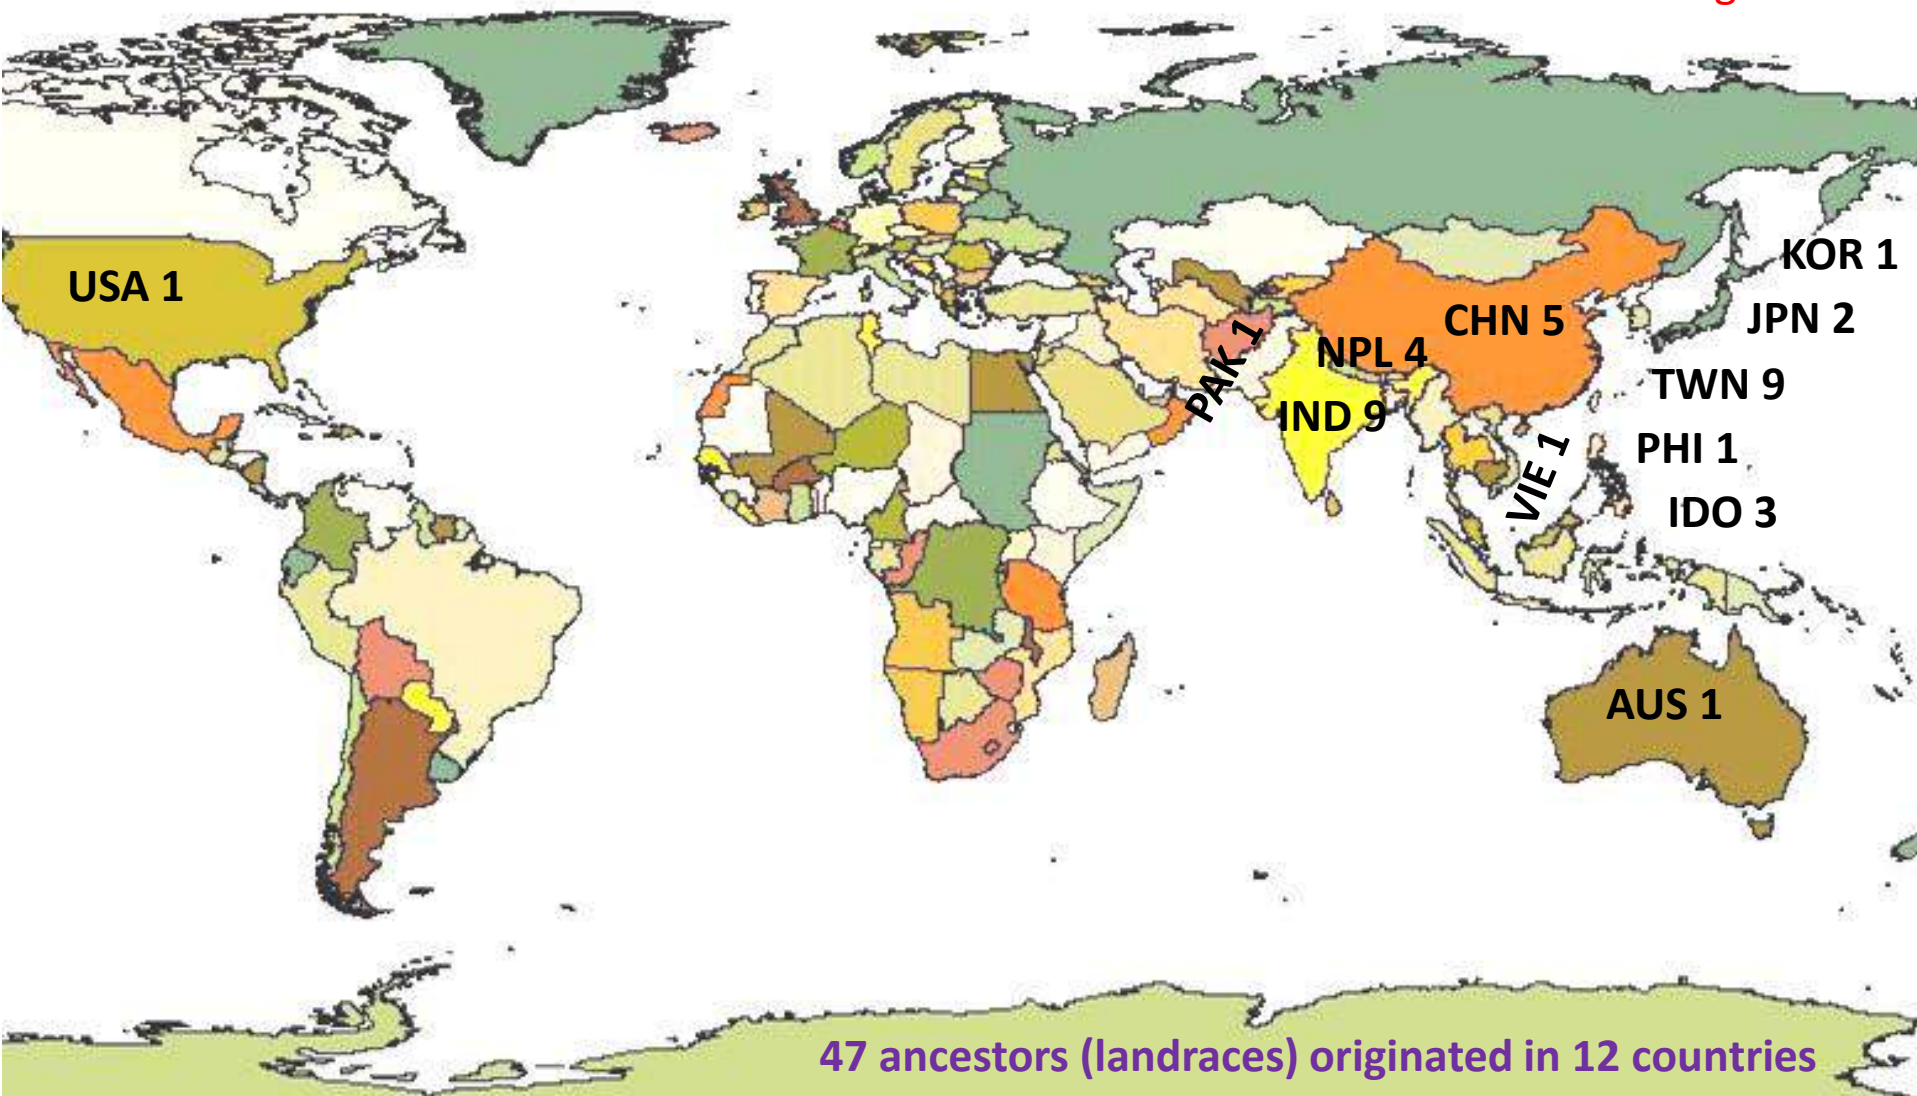 USA 1
KOR 1
CHN 5
JPN 2
PAK 1
NPL 4
TWN 9
IND 9
VIE 1
PHI 1
IDO 3
AUS 1
47 ancestors (landraces) originated in 12 countries